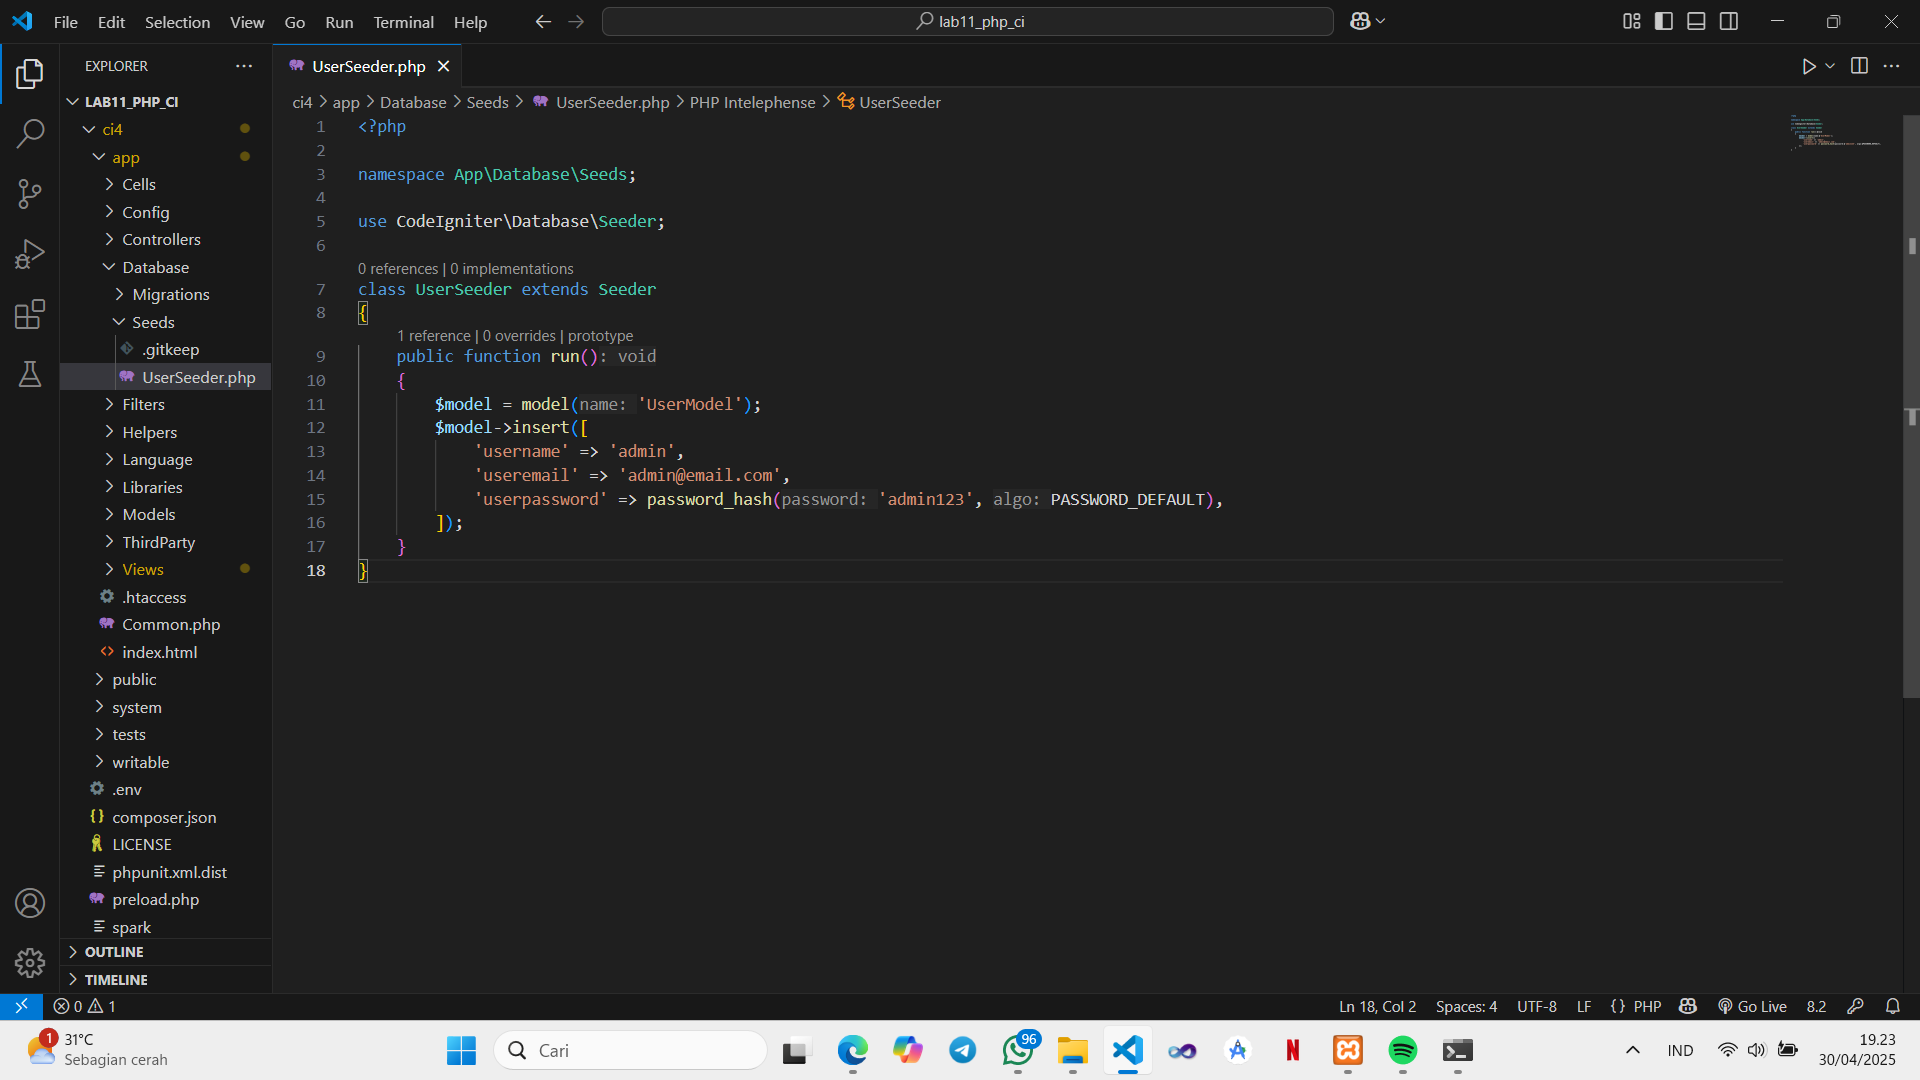 File Edit Selection View Go Run Terminal Help
lab11_php_ci
EXPLORER
LAB11_PHP_CI
ci4
app
Cells
Config
Controllers
Database
Migrations
Seeds
.gitkeep
UserSeeder.php
Filters
Helpers
Language
Libraries
Models
ThirdParty
Views
.htaccess
Common.php
index.html
public
system
tests
writable
.env
composer.json
LICENSE
phpunit.xml.dist
preload.php
spark
OUTLINE
TIMELINE
UserSeeder.php
ci4 > app > Database > Seeds > UserSeeder.php > PHP Intelephense > UserSeeder
1 <?php
2
3 namespace App\Database\Seeds;
4
5 use CodeIgniter\Database\Seeder;
6
0 references | 0 implementations
7 class UserSeeder extends Seeder
8 {
1 reference | 0 overrides | prototype
9 public function run(): void
10 {
11 $model = model(name: 'UserModel');
12 $model->insert([
13 'username' => 'admin',
14 'useremail' => 'admin@email.com',
15 'userpassword' => password_hash(password: 'admin123', algo: PASSWORD_DEFAULT),
16 ]);
17 }
18 }
0 1
Ln 18, Col 2 Spaces: 4 UTF-8 LF {} PHP Go Live 8.2
1
31°C
Sebagian cerah
Cari
96
N
IND
19.23
30/04/2025